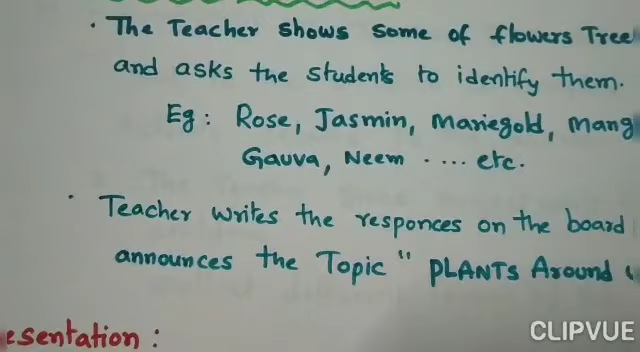 • The Teacher shows some of flowers Tree
and asks the students to identify them.
Eg: Rose, Jasmin, Mariegold, Mang
Gauva, Neem ..... etc.
• Teacher writes the responces on the board
announces the Topic " PLANTS Around
esentation:
CLIPVUE